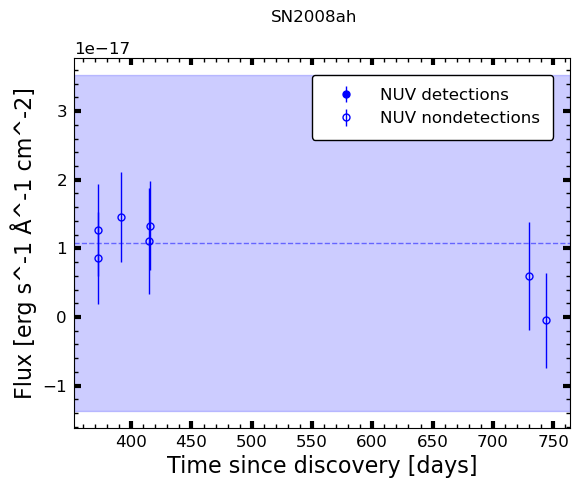 SN2008ah
1e−17
NUV detections
NUV nondetections
3
2
1
0
−1
Flux [erg s^-1 Å^-1 cm^-2]
400 450 500 550 600 650 700 750
Time since discovery [days]